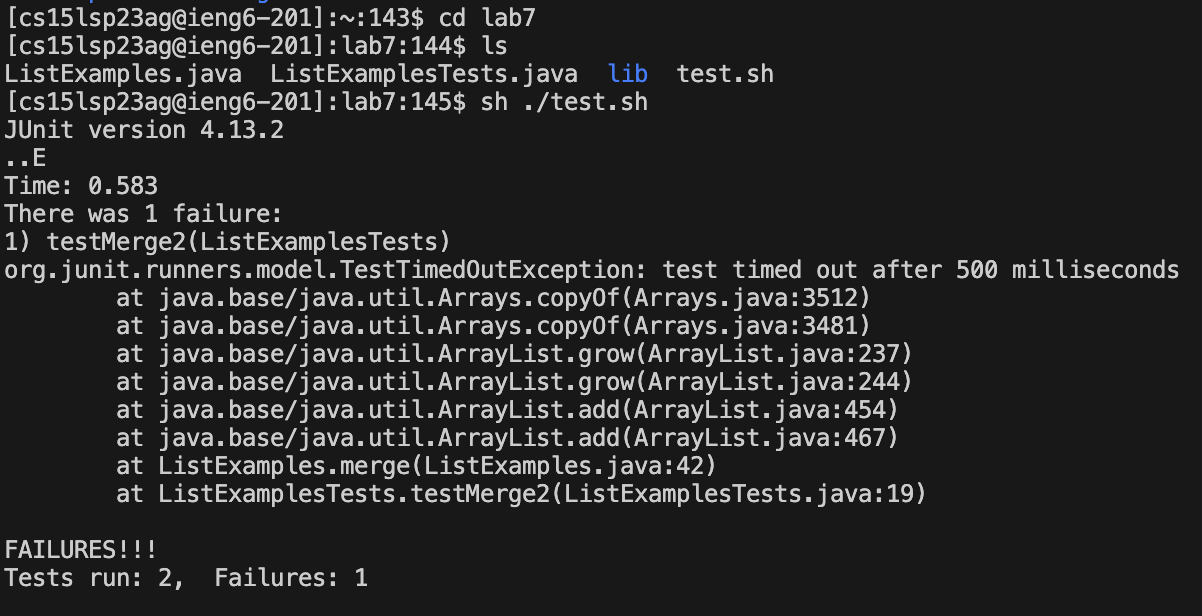 [cs15lsp23ag@ieng6-201]:~:143$ cd lab7
[cs15lsp23ag@ieng6-201]:lab7:144$ ls
ListExamples.java  ListExamplesTests.java  lib  test.sh
[cs15lsp23ag@ieng6-201]:lab7:145$ sh ./test.sh
JUnit version 4.13.2
..E
Time: 0.583
There was 1 failure:
1) testMerge2(ListExamplesTests)
org.junit.runners.model.TestTimedOutException: test timed out after 500 milliseconds
        at java.base/java.util.Arrays.copyOf(Arrays.java:3512)
        at java.base/java.util.Arrays.copyOf(Arrays.java:3481)
        at java.base/java.util.ArrayList.grow(ArrayList.java:237)
        at java.base/java.util.ArrayList.grow(ArrayList.java:244)
        at java.base/java.util.ArrayList.add(ArrayList.java:454)
        at java.base/java.util.ArrayList.add(ArrayList.java:467)
        at ListExamples.merge(ListExamples.java:42)
        at ListExamplesTests.testMerge2(ListExamplesTests.java:19)

FAILURES!!!
Tests run: 2,  Failures: 1